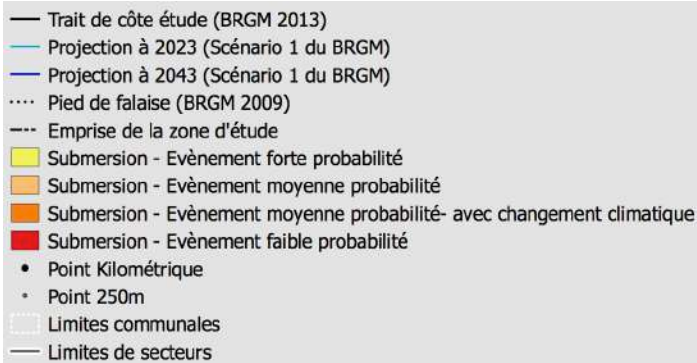 Trait de côte étude (BRGM 2013)
Projection à 2023 (Scénario 1 du BRGM)
Projection à 2043 (Scénario 1 du BRGM)
Pied de falaise (BRGM 2009)
Emprise de la zone d'étude
Submersion - Evènement forte probabilité
Submersion - Evènement moyenne probabilité
Submersion - Evènement moyenne probabilité- avec changement climatique
Submersion - Evènement faible probabilité
Point Kilométrique
Point 250m
Limites communales
Limites de secteurs